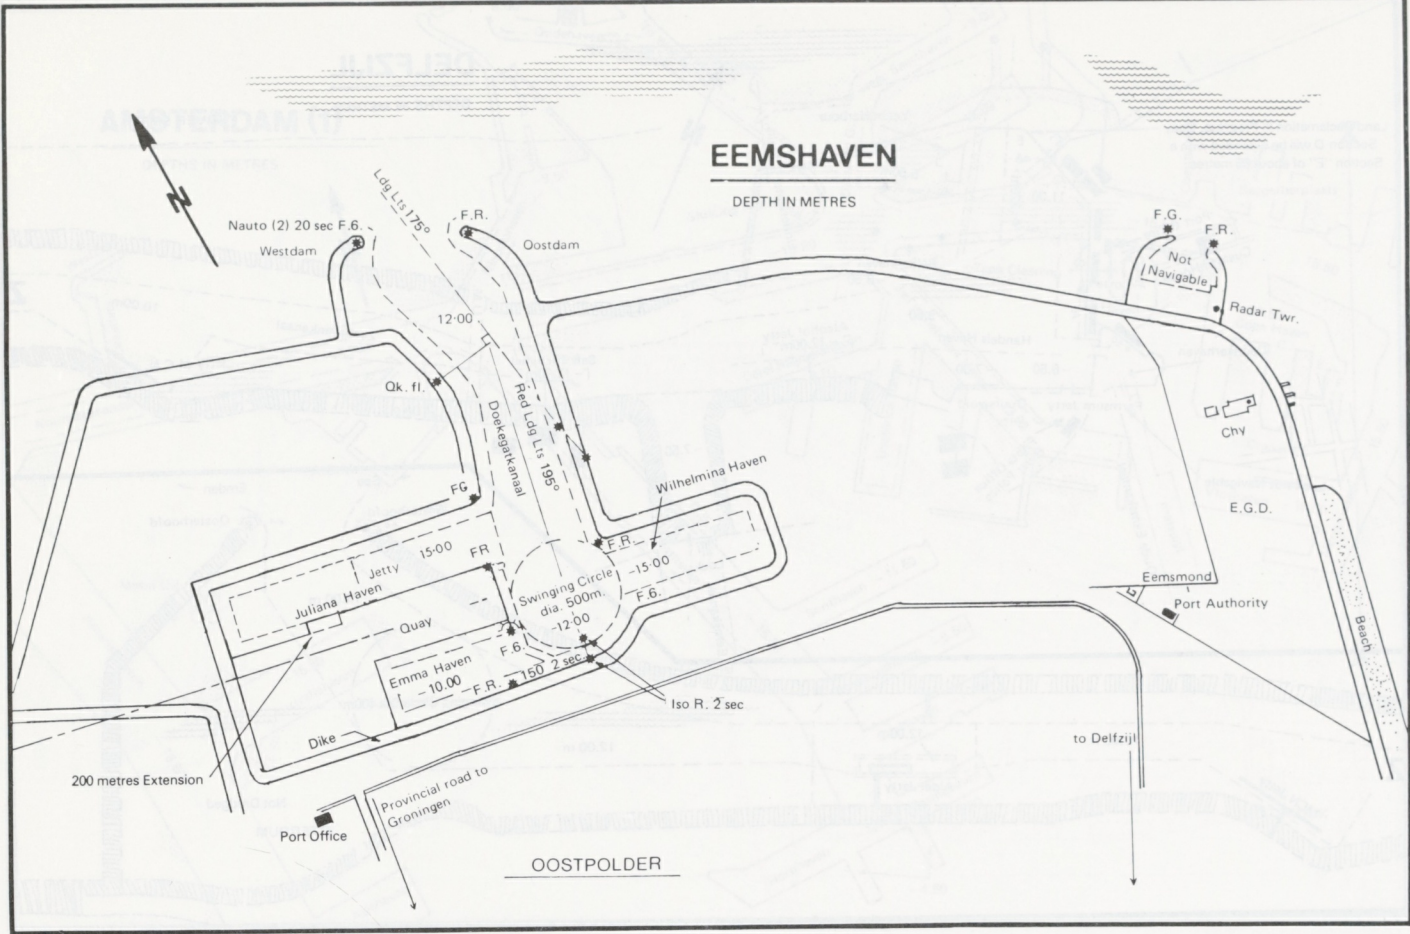 EEMSHAVEN
DEPTH IN METRES
N
Ldg Lts 175°
Nauto (2) 20 sec F.6.
Westdam
F.R.
Oostdam
F.G.
F.R.
Not
Navigable
Radar Twr.
12·00
Qk. fl.
Doekegatkanaal
Red Ldg Lts 195°
Chy
E.G.D.
FG
Wilhelmina Haven
15·00
Jetty
Juliana Haven
FR
F.R.
-15·00
Swinging Circle
dia. 500m.
-12·00
F.6.
Eemsmond
Port Authority
Beach
Quay
F.6.
Emma Haven
-10.00
F.R.
150 2 sec
Iso R. 2 sec
Dike
to Delfzijl
200 metres Extension
Provincial road to
Groningen
Port Office
OOSTPOLDER